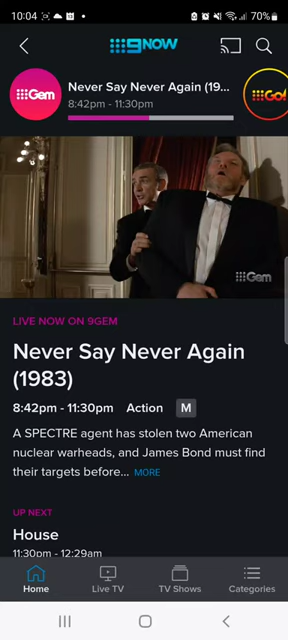 10:04
70%
9NOW
Gem
Never Say Never Again (19...
8:42pm - 11:30pm
Go!
Gem
LIVE NOW ON 9GEM
Never Say Never Again
(1983)
8:42pm - 11:30pm Action M
A SPECTRE agent has stolen two American
nuclear warheads, and James Bond must find
their targets before... MORE
UP NEXT
House
11:30pm - 12:29am
Home Live TV TV Shows Categories